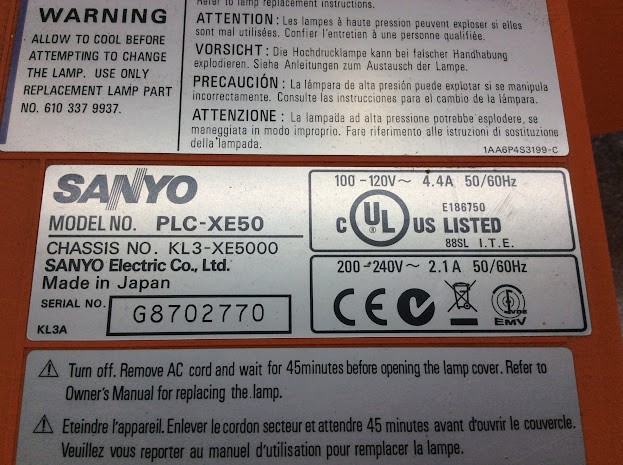 Refer to lamp replacement instructions.
WARNING
ALLOW TO COOL BEFORE
ATTEMPTING TO CHANGE
THE LAMP. USE ONLY
REPLACEMENT LAMP PART
NO. 610 337 9937.
ATTENTION : Les lampes à haute pression peuvent exploser si elles
sont mal utilisées. Confier l'entretien à une personne qualifiée.
VORSICHT : Die Hochdrucklampe kann bei falscher Handhabung
explodieren. Siehe Anleitungen zum Austausch der Lampe.
PRECAUCIÓN : La lámpara de alta presión puede explotar si se manipula
incorrectamente. Consulte las instrucciones para el cambio de la lámpara.
ATTENZIONE : La lampada ad alta pressione potrebbe esplodere, se
maneggiata in modo improprio. Fare riferimento alle istruzioni di sostituzione
della lampada.
1AA6P4S3199-C
SANYO
MODEL NO. PLC-XE50
CHASSIS NO. KL3-XE5000
SANYO Electric Co., Ltd.
Made in Japan
SERIAL NO. G8702770
KL3A
100-120V~ 4.4A 50/60Hz
E186750
C UL US LISTED
88SL I.T.E.
200-240V~ 2.1A 50/60Hz
CE
VDE
EMV
Turn off. Remove AC cord and wait for 45minutes before opening the lamp cover. Refer to
Owner's Manual for replacing the lamp.
Eteindre l'appareil. Enlever le cordon secteur et attendre 45 minutes avant d'ouvrir le couvercle.
Veuillez vous reporter au manuel d'utilisation pour remplacer la lampe.